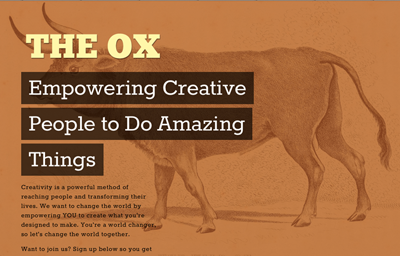 THE OX
Empowering Creative
People to Do Amazing
Things
Creativity is a powerful method of
reaching people and transforming their
lives. We want to change the world by
empowering YOU to create what you're
designed to make. You're a world changer,
so let's change the world together.
Want to join us? Sign up below so you get